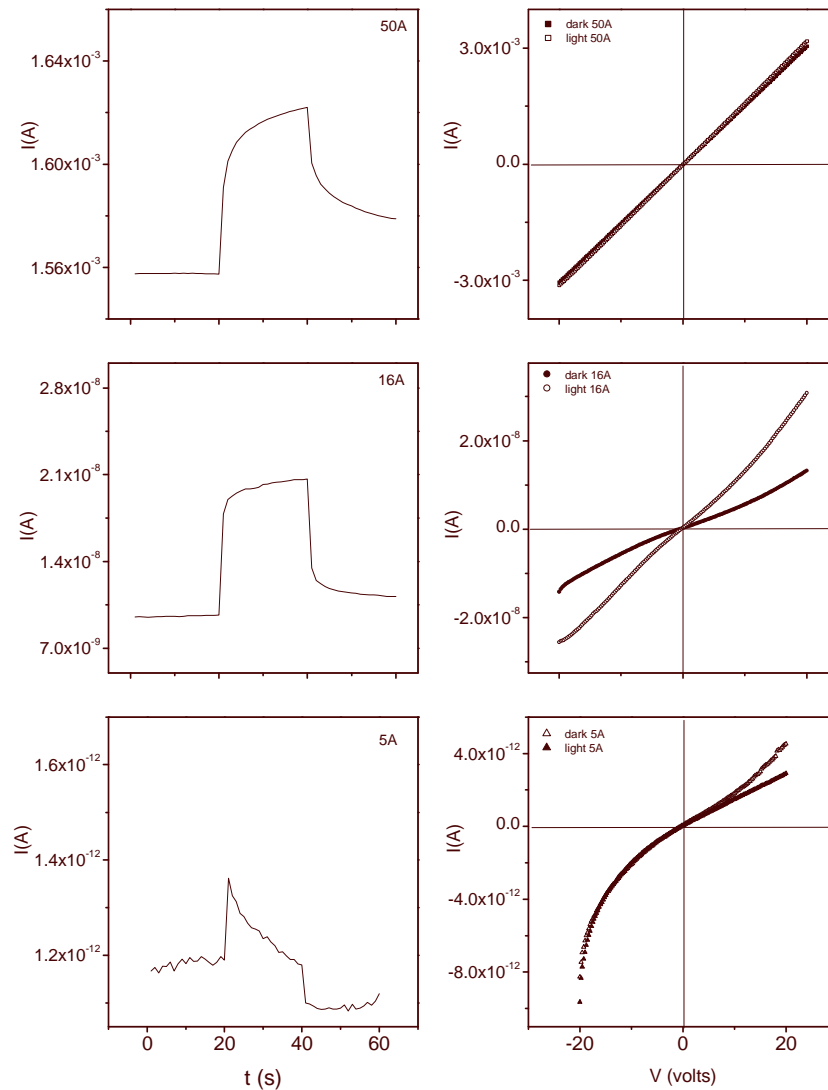 50A
1.64x10⁻³
1.60x10⁻³
1.56x10⁻³
I(A)
dark 50A
light 50A
3.0x10⁻³
0.0
-3.0x10⁻³
I(A)
16A
2.8x10⁻⁸
2.1x10⁻⁸
1.4x10⁻⁸
7.0x10⁻⁹
I(A)
dark 16A
light 16A
2.0x10⁻⁸
0.0
-2.0x10⁻⁸
I(A)
5A
1.6x10⁻¹²
1.4x10⁻¹²
1.2x10⁻¹²
I(A)
0 20 40 60
t (s)
dark 5A
light 5A
4.0x10⁻¹²
0.0
-4.0x10⁻¹²
-8.0x10⁻¹²
I(A)
-20 0 20
V (volts)